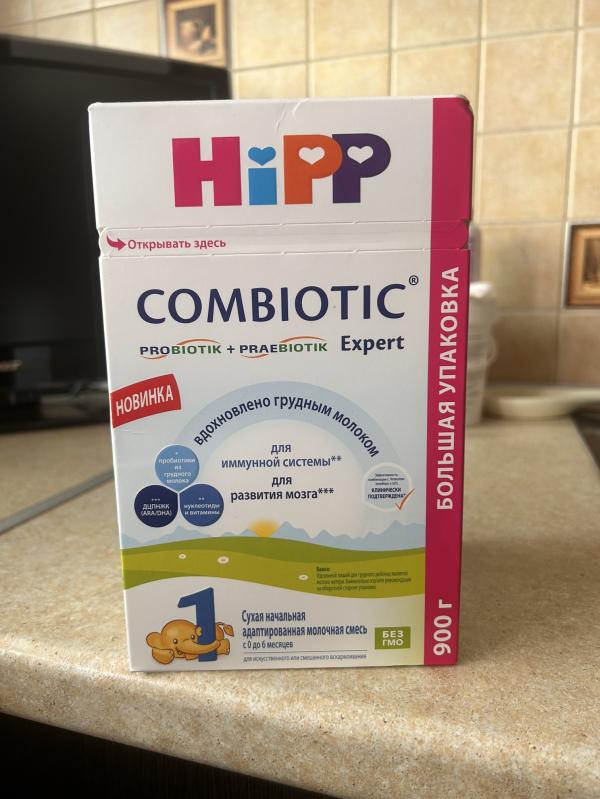 HiPP
Открывать здесь
COMBIOTIC®
PROBIOTIK + PRAEBIOTIK Expert
НОВИНКА
вдохновлено грудным молоком
для
иммунной системы**
для
развития мозга***
*
пробиотики
из
грудного
молока
***
ДЦПНЖК
(ARA/DHA)
**
нуклеотиды
и витамины
КЛИНИЧЕСКИ
ПОДТВЕРЖДЕНА
Важно:
1
Сухая начальная
адаптированная молочная смесь
с 0 до 6 месяцев
для искусственного или смешанного вскармливания
БЕЗ
ГМО
БОЛЬШАЯ УПАКОВКА
900 г